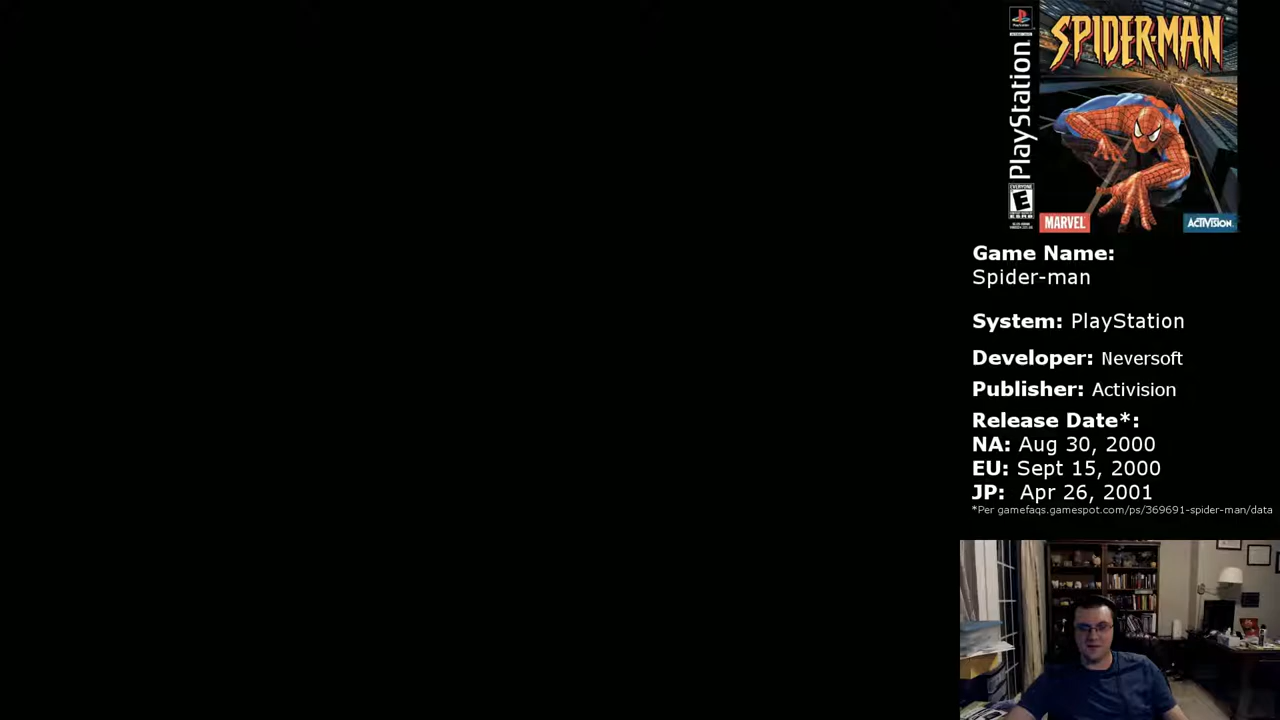 SPIDER-MAN
PlayStation
EVERYONE
E
ESRB
MARVEL
ACTIVISION.
Game Name:
Spider-man
System: PlayStation
Developer: Neversoft
Publisher: Activision
Release Date*:
NA: Aug 30, 2000
EU: Sept 15, 2000
JP: Apr 26, 2001
*Per gamefaqs.gamespot.com/ps/369691-spider-man/data